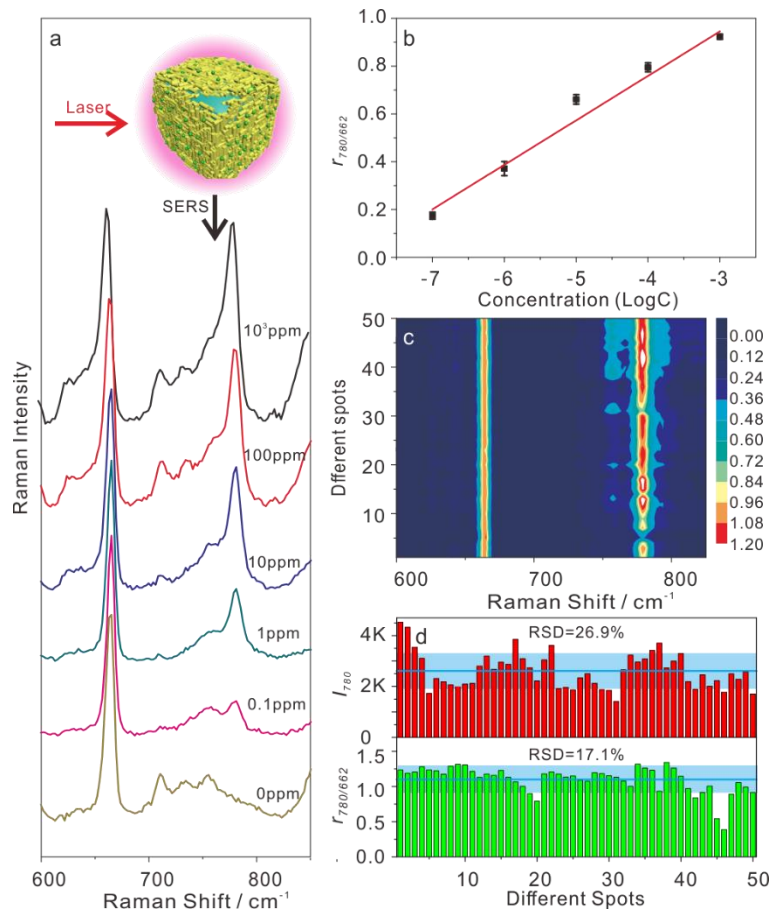 a
Laser
SERS
10³ppm
100ppm
10ppm
1ppm
0.1ppm
0ppm
Raman Intensity
600 700 800
Raman Shift / cm⁻¹
b
1.0
0.8
0.6
0.4
0.2
0.0
r780/662
-7 -6 -5 -4 -3
Concentration (LogC)
c
50
40
30
20
10
Different spots
600 700 800
Raman Shift / cm⁻¹
0.00
0.12
0.24
0.36
0.48
0.60
0.72
0.84
0.96
1.08
1.20
d
RSD=26.9%
4K
2K
0
I780
RSD=17.1%
1.5
1.0
0.5
0.0
r780/662
10 20 30 40 50
Different Spots